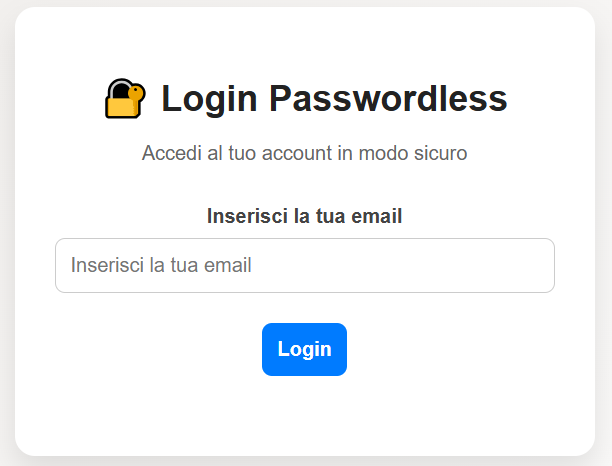 🔐 Login Passwordless
Accedi al tuo account in modo sicuro
Inserisci la tua email
Inserisci la tua email
Login